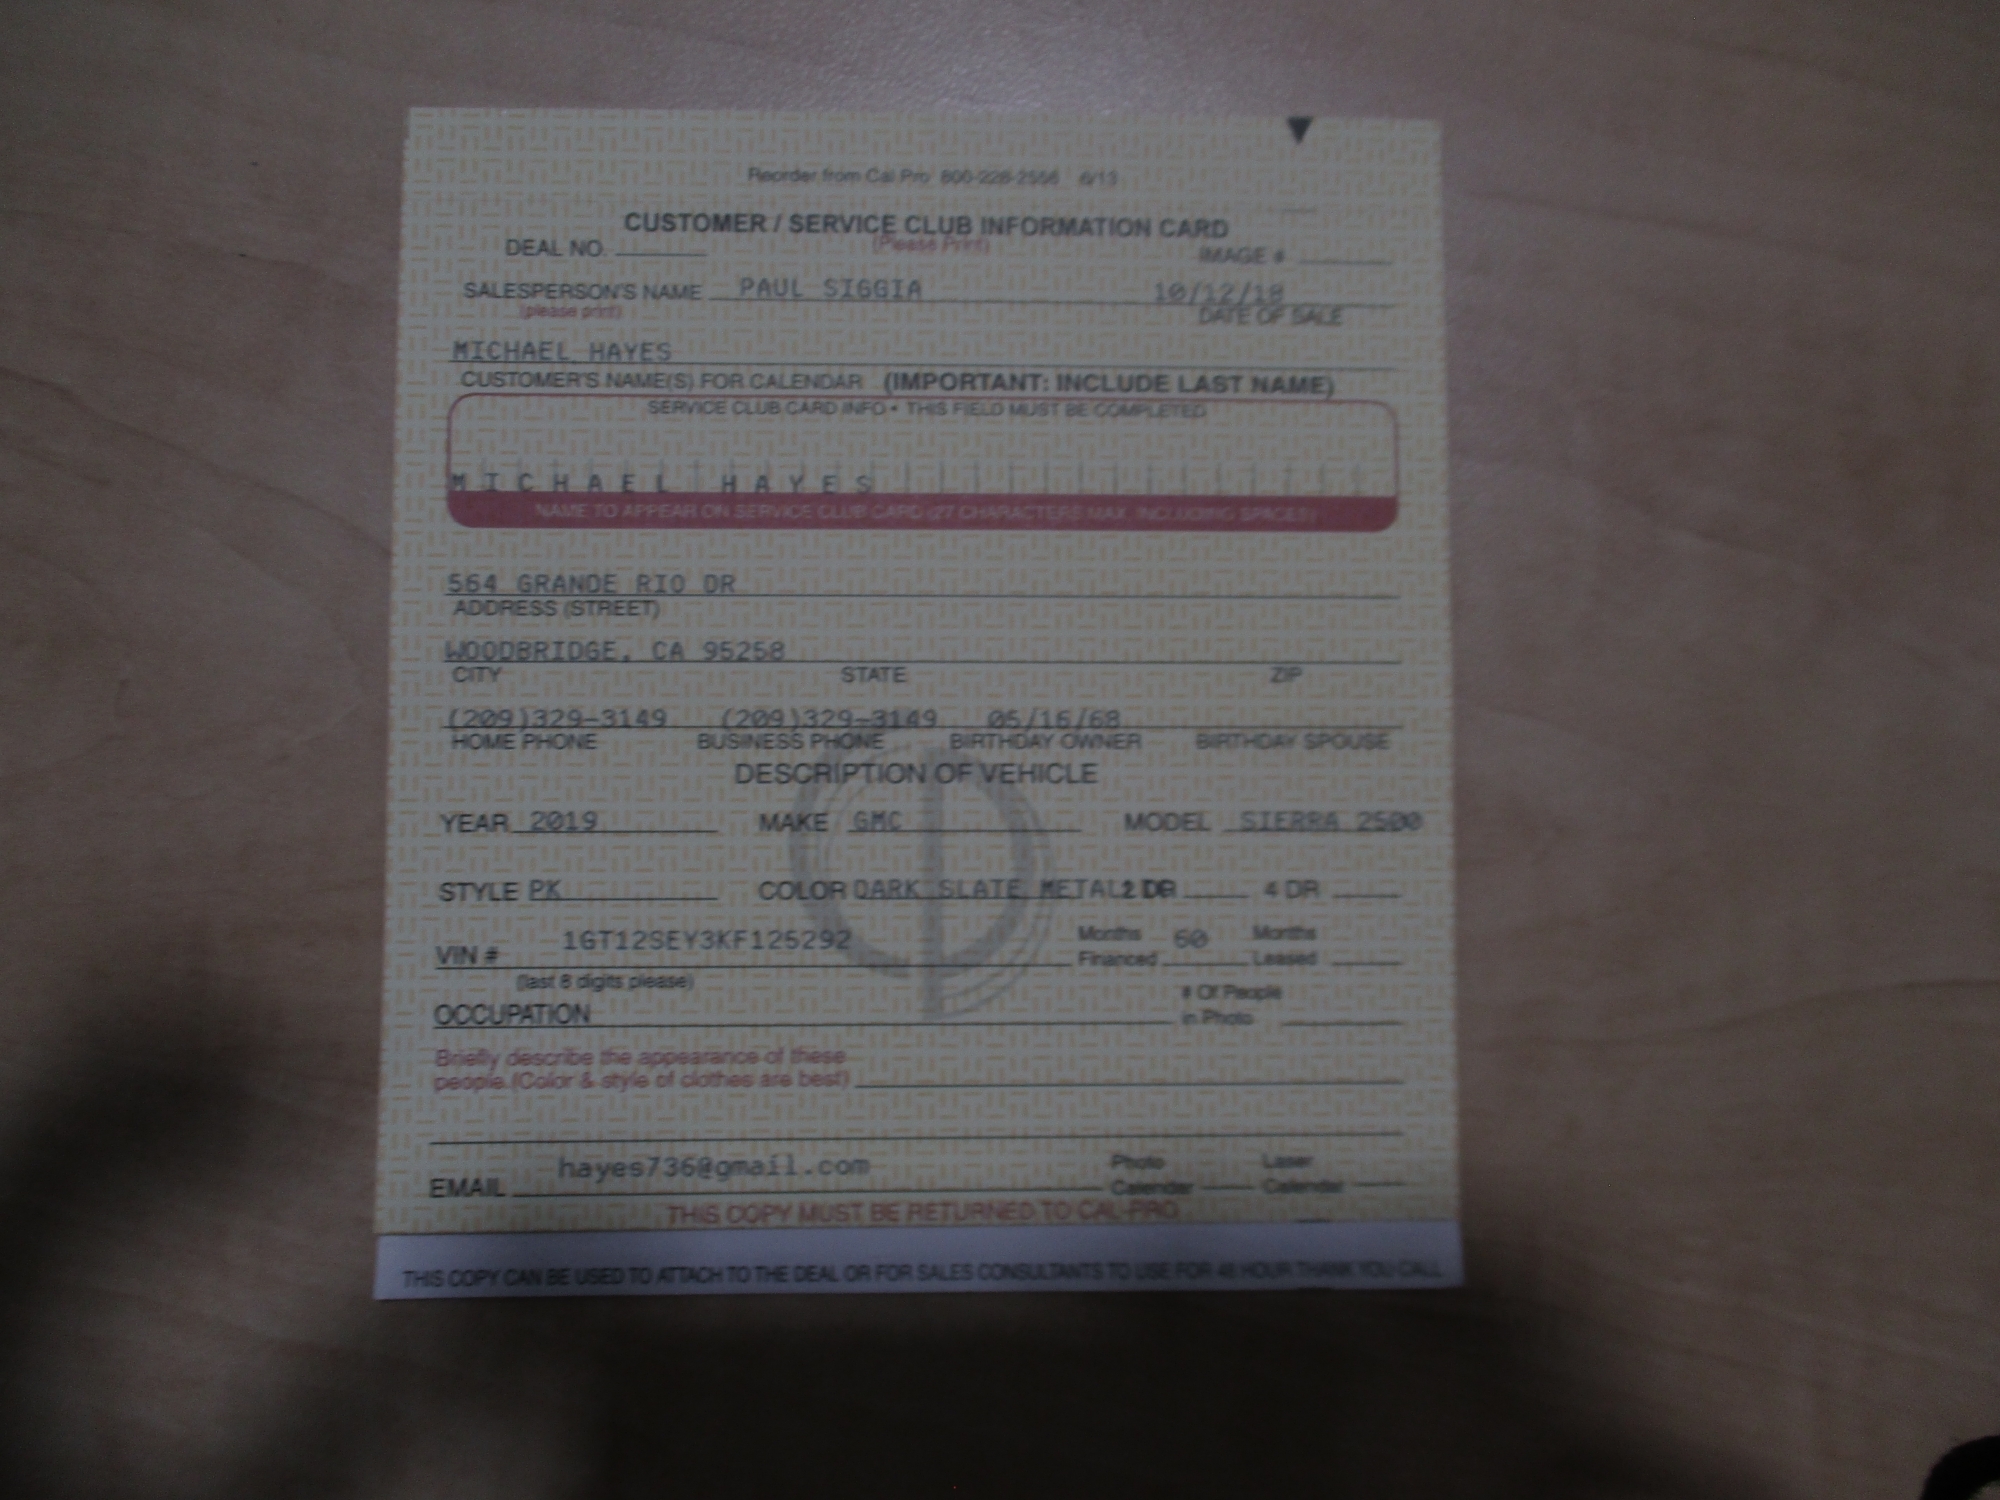 Reorder from Cal Pro 800-228-2556 6/13
CUSTOMER / SERVICE CLUB INFORMATION CARD
DEAL NO. (Please Print) IMAGE #
SALESPERSON'S NAME PAUL SIGGIA 10/12/18
(please print) DATE OF SALE
MICHAEL HAYES
CUSTOMER'S NAME(S) FOR CALENDAR (IMPORTANT: INCLUDE LAST NAME)
SERVICE CLUB CARD INFO • THIS FIELD MUST BE COMPLETED
MICHAEL HAYES
NAME TO APPEAR ON SERVICE CLUB CARD (27 CHARACTERS MAX. INCLUDING SPACES)
564 GRANDE RIO DR
ADDRESS (STREET)
WOODBRIDGE, CA 95258
CITY STATE ZIP
(209)329-3149 (209)329-3149 05/16/68
HOME PHONE BUSINESS PHONE BIRTHDAY OWNER BIRTHDAY SPOUSE
DESCRIPTION OF VEHICLE
YEAR 2019 MAKE GMC MODEL SIERRA 2500
STYLE PK COLOR DARK SLATE METAL 2 DR 4 DR
VIN # 1GT12SEY3KF125292 Months Financed 60 Months Leased
(last 8 digits please)
OCCUPATION # Of People in Photo
Briefly describe the appearance of these
people. (Color & style of clothes are best)
EMAIL hayes736@gmail.com Photo Calendar Laser Calendar
THIS COPY MUST BE RETURNED TO CAL-PRO
THIS COPY CAN BE USED TO ATTACH TO THE DEAL OR FOR SALES CONSULTANTS TO USE FOR 48 HOUR THANK YOU CALL